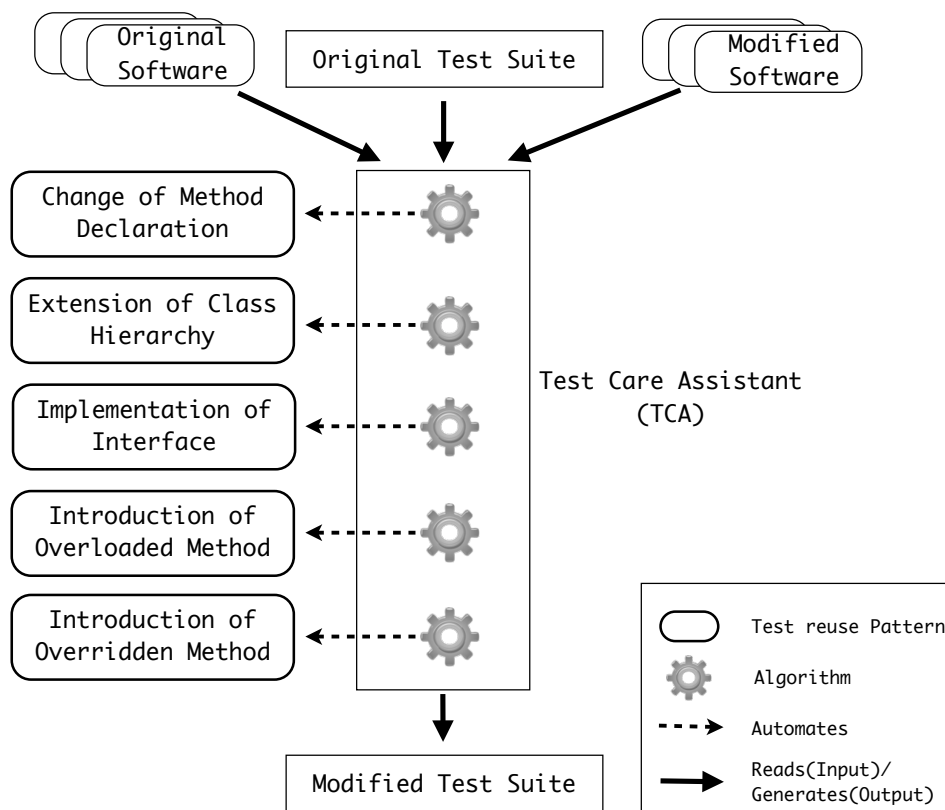 Original
Software
Original Test Suite
Modified
Software
Change of Method
Declaration
Extension of Class
Hierarchy
Implementation of
Interface
Introduction of
Overloaded Method
Introduction of
Overridden Method
Test Care Assistant
(TCA)
Modified Test Suite
Test reuse Pattern
Algorithm
Automates
Reads(Input)/
Generates(Output)